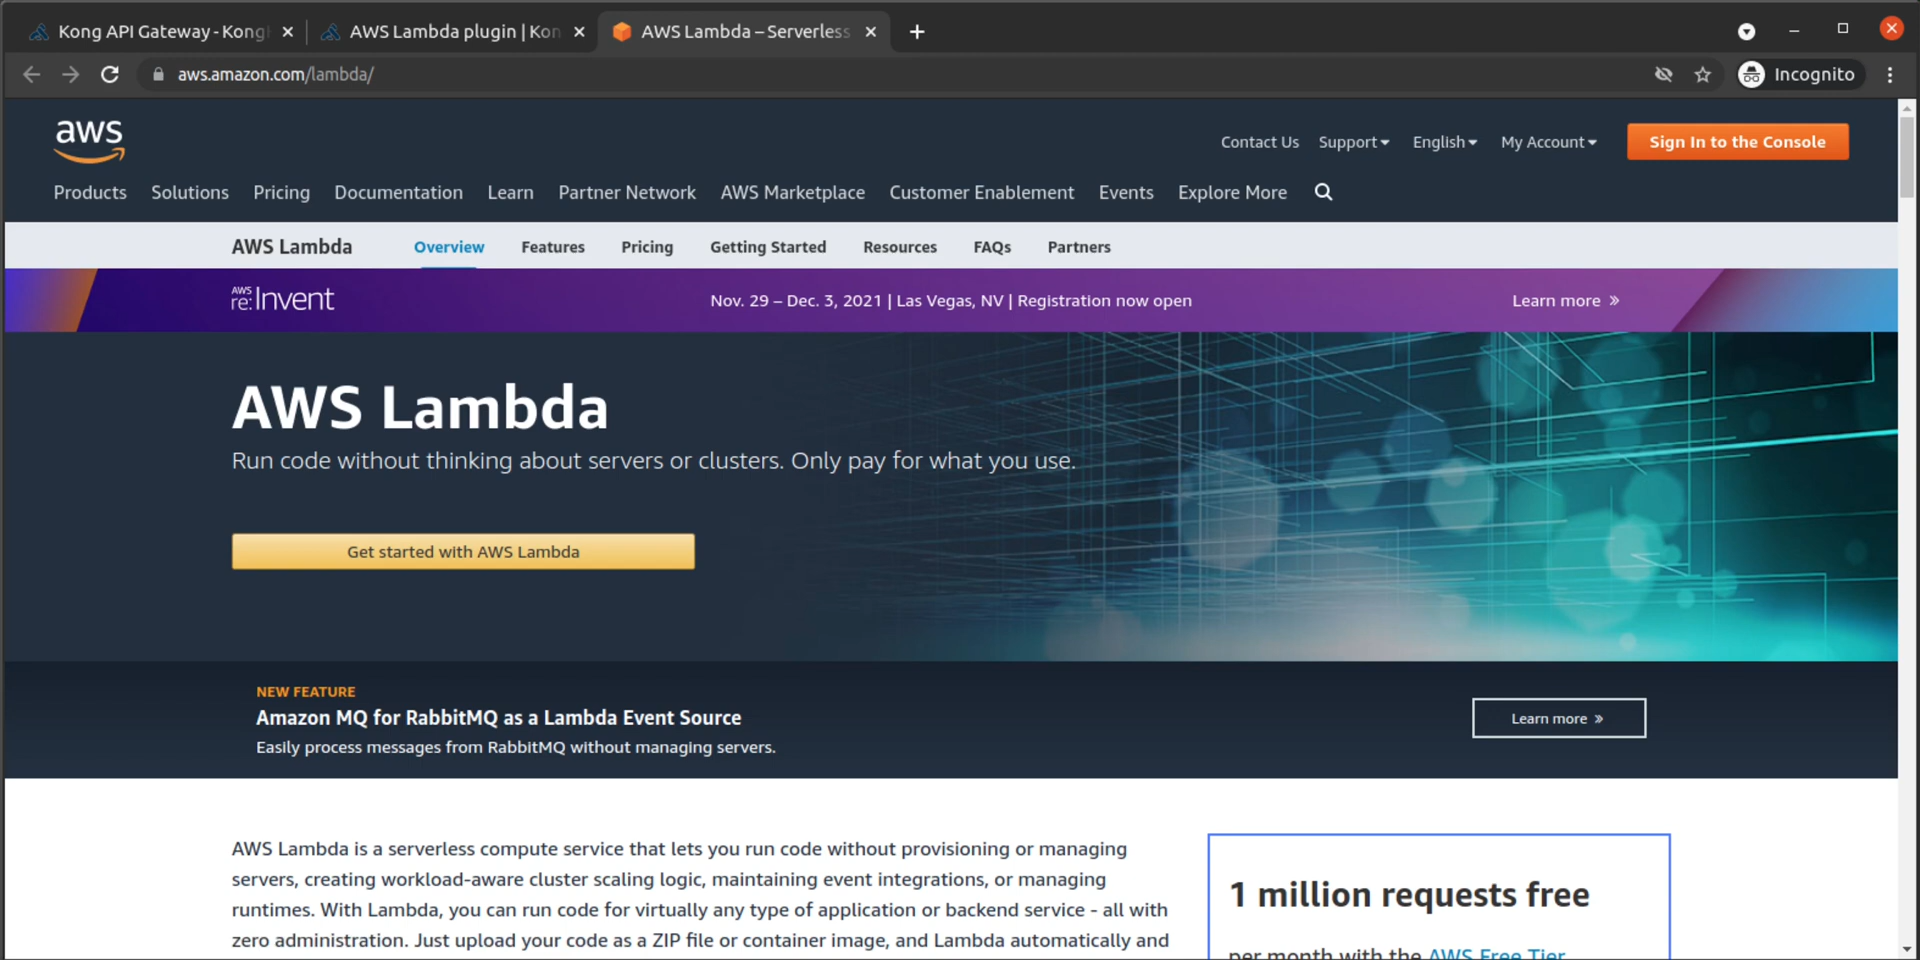 Kong API Gateway - Kong
AWS Lambda plugin | Kon
AWS Lambda – Serverless
aws.amazon.com/lambda/
Incognito
aws
Contact Us
Support
English
My Account
Sign In to the Console
Products
Solutions
Pricing
Documentation
Learn
Partner Network
AWS Marketplace
Customer Enablement
Events
Explore More
AWS Lambda
Overview
Features
Pricing
Getting Started
Resources
FAQs
Partners
AWS
re:Invent
Nov. 29 – Dec. 3, 2021 | Las Vegas, NV | Registration now open
Learn more »
AWS Lambda
Run code without thinking about servers or clusters. Only pay for what you use.
Get started with AWS Lambda
NEW FEATURE
Amazon MQ for RabbitMQ as a Lambda Event Source
Easily process messages from RabbitMQ without managing servers.
Learn more »
AWS Lambda is a serverless compute service that lets you run code without provisioning or managing
servers, creating workload-aware cluster scaling logic, maintaining event integrations, or managing
runtimes. With Lambda, you can run code for virtually any type of application or backend service - all with
zero administration. Just upload your code as a ZIP file or container image, and Lambda automatically and
1 million requests free
per month with the AWS Free Tier